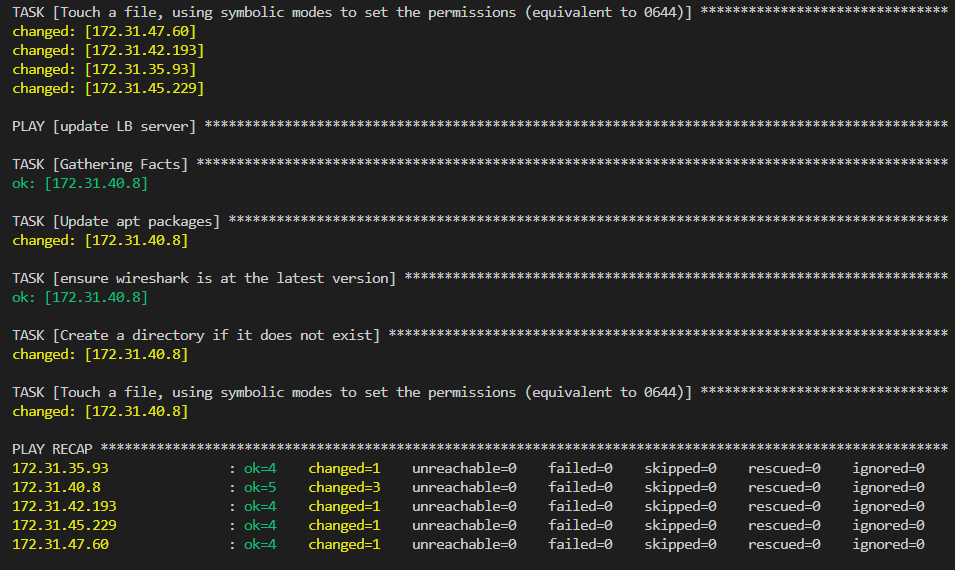 TASK [Touch a file, using symbolic modes to set the permissions (equivalent to 0644)] *******************************
changed: [172.31.47.60]
changed: [172.31.42.193]
changed: [172.31.35.93]
changed: [172.31.45.229]
PLAY [update LB server] *********************************************************************************************
TASK [Gathering Facts] **********************************************************************************************
ok: [172.31.40.8]
TASK [Update apt packages] ******************************************************************************************
changed: [172.31.40.8]
TASK [ensure wireshark is at the latest version] ********************************************************************
ok: [172.31.40.8]
TASK [Create a directory if it does not exist] **********************************************************************
changed: [172.31.40.8]
TASK [Touch a file, using symbolic modes to set the permissions (equivalent to 0644)] *******************************
changed: [172.31.40.8]
PLAY RECAP **********************************************************************************************************
172.31.35.93               : ok=4    changed=1    unreachable=0    failed=0    skipped=0    rescued=0    ignored=0
172.31.40.8                : ok=5    changed=3    unreachable=0    failed=0    skipped=0    rescued=0    ignored=0
172.31.42.193              : ok=4    changed=1    unreachable=0    failed=0    skipped=0    rescued=0    ignored=0
172.31.45.229              : ok=4    changed=1    unreachable=0    failed=0    skipped=0    rescued=0    ignored=0
172.31.47.60               : ok=4    changed=1    unreachable=0    failed=0    skipped=0    rescued=0    ignored=0